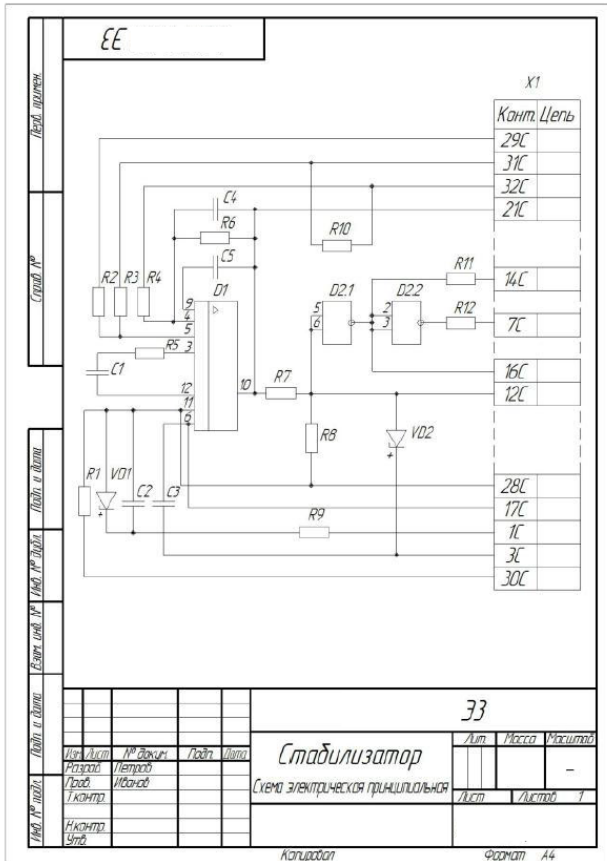 ЭЗ
X1
Конт. Цепь
29С
31С
32С
21С
14С
7С
16С
12С
28С
17С
1С
3С
30С
C4
R6
C5
R10
R2 R3 R4
D1
9
4
5
3
12
11
6
10
R5
C1
R7
R8
D2.1
5
6
D2.2
2
3
R11
R12
VD2
+
R1
VD1
+
C2
C3
R9
Перв. примен.
Справ. №
Подп. и дата
Инв. № дубл.
Взам. инв. №
Подп. и дата
Инв. № подл.
ЭЗ
Изм. Лист № докум. Подп. Дата
Разраб. Петров
Пров. Иванов
Т.контр.
Н.контр.
Утв.
Стабилизатор
Схема электрическая принципиальная
Лит. Масса Масштаб
–
Лист Листов 1
Копировал
Формат А4